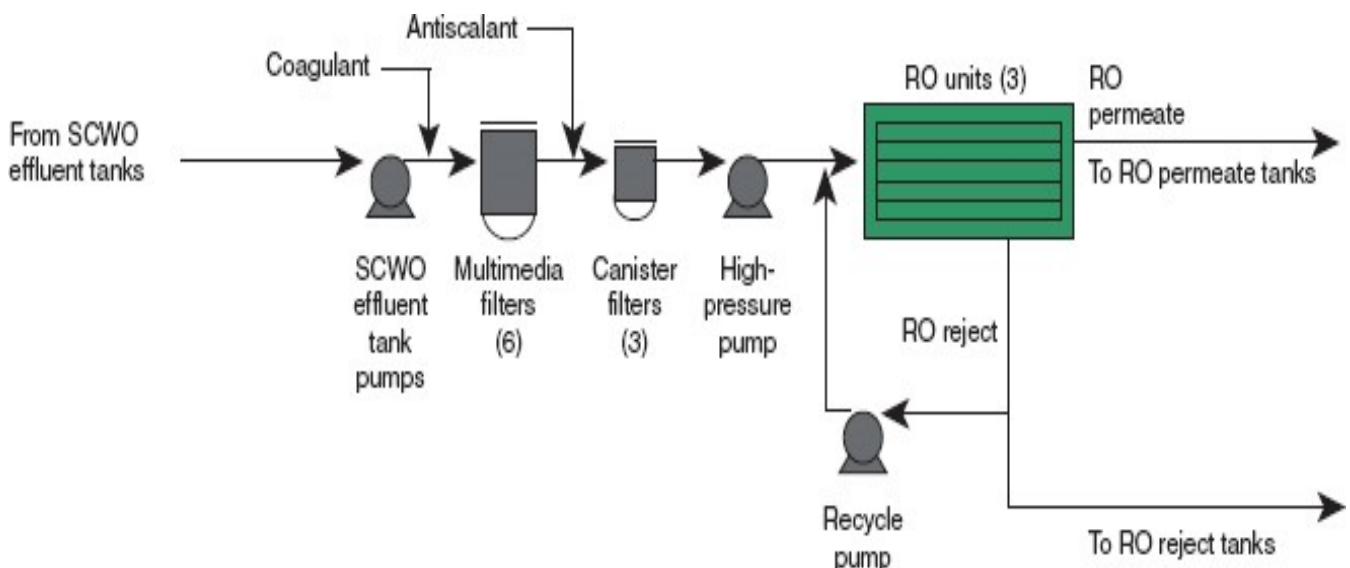 Antiscalant
Coagulant
RO units (3)
RO
permeate
From SCWO
effluent tanks
To RO permeate tanks
SCWO
effluent
tank
pumps
Multimedia
filters
(6)
Canister
filters
(3)
High-
pressure
pump
RO reject
Recycle
pump
To RO reject tanks